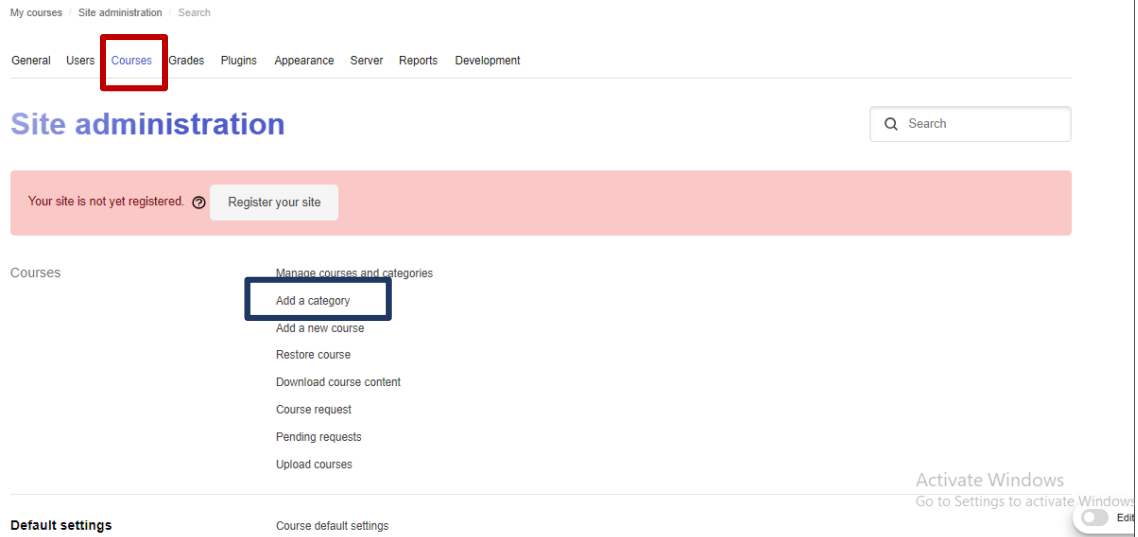 My courses / Site administration / Search
General Users Courses Grades Plugins Appearance Server Reports Development
Site administration
Search
Your site is not yet registered. Register your site
Courses
Manage courses and categories
Add a category
Add a new course
Restore course
Download course content
Course request
Pending requests
Upload courses
Activate Windows
Go to Settings to activate Windows
Edit
Default settings
Course default settings